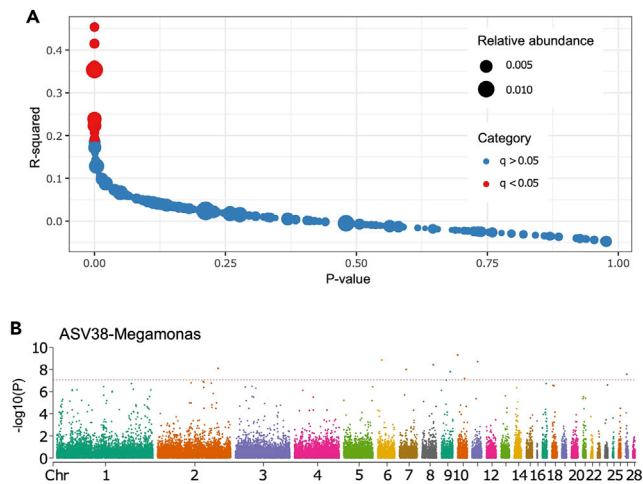 A
Relative abundance
0.005
0.010
Category
q > 0.05
q < 0.05
R-squared
0.4
0.3
0.2
0.1
0.0
0.00 0.25 0.50 0.75 1.00
P-value
B
ASV38-Megamonas
-log10(P)
10
8
6
4
2
0
Chr 1 2 3 4 5 6 7 8 9 10 12 14 16 18 20 22 25 28